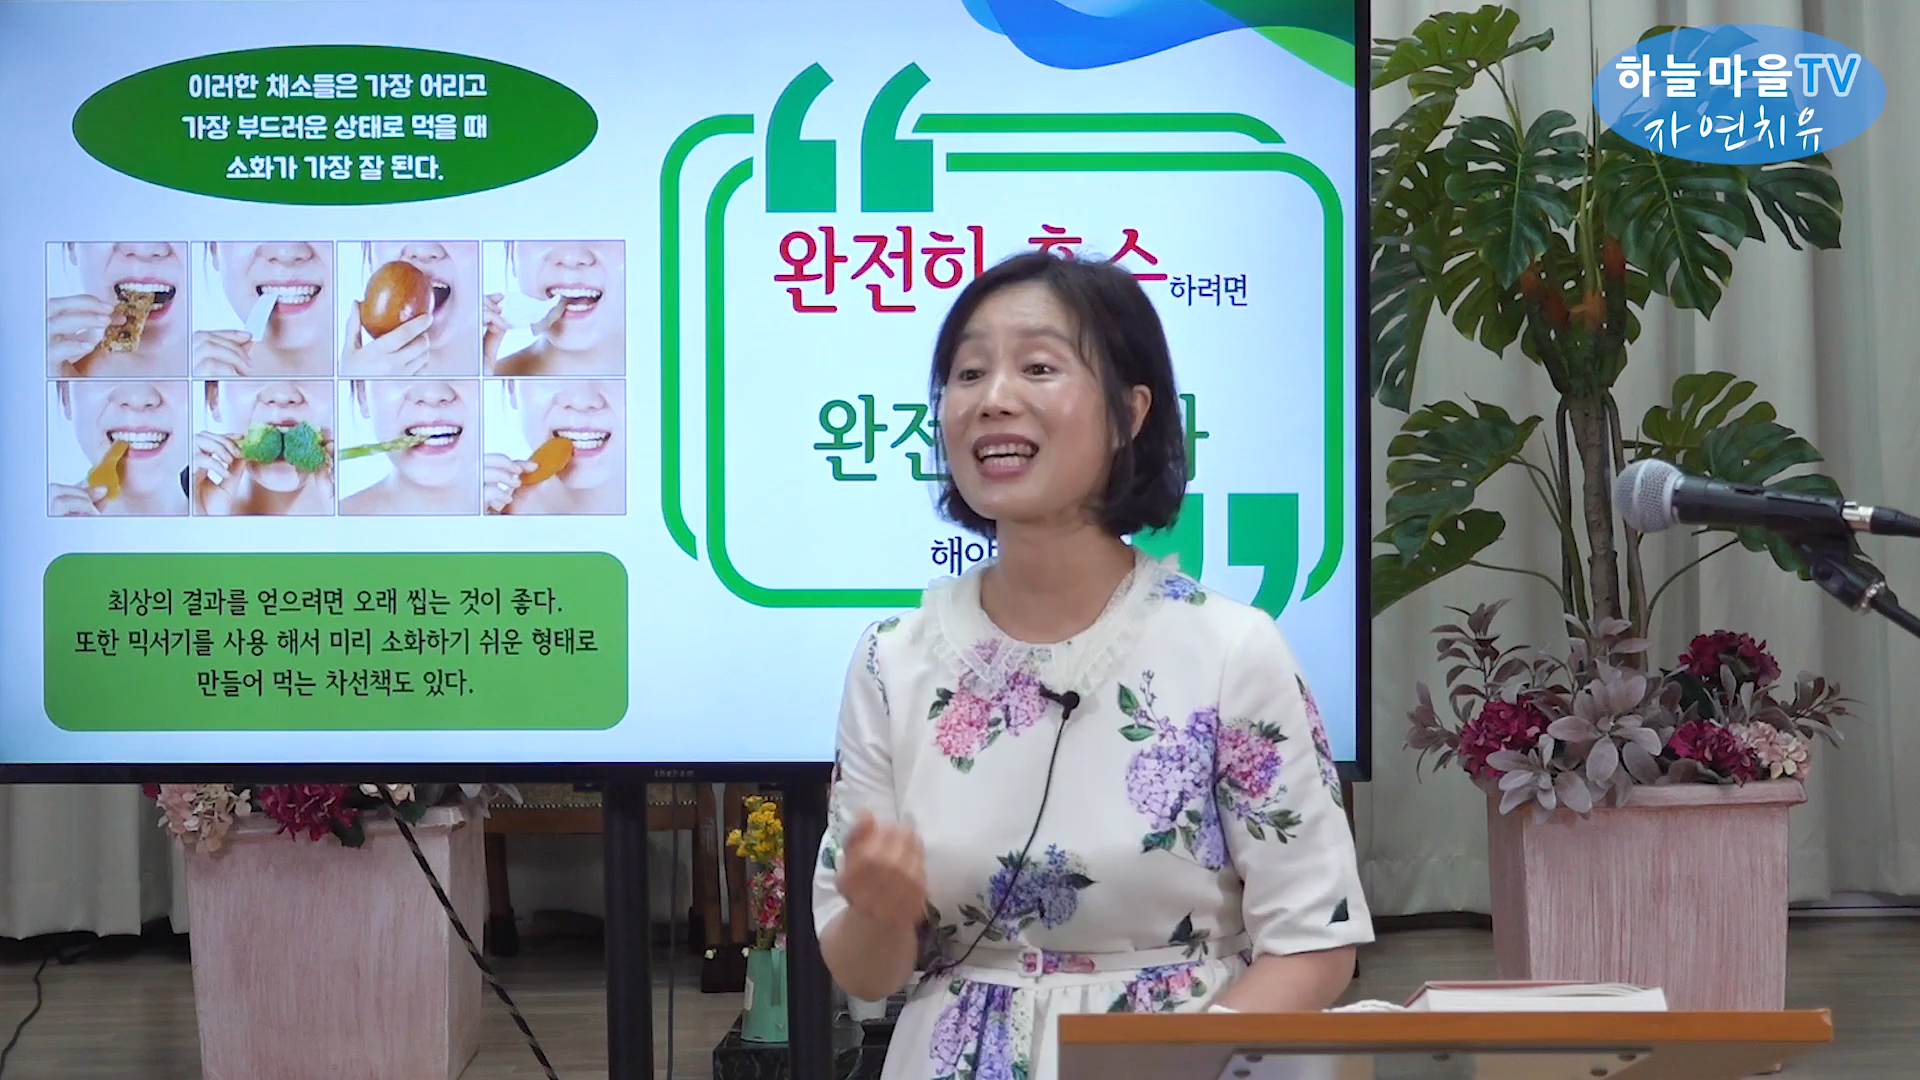 이러한 채소들은 가장 어리고
가장 부드러운 상태로 먹을 때
소화가 가장 잘 된다.
최상의 결과를 얻으려면 오래 씹는 것이 좋다.
또한 믹서기를 사용 해서 미리 소화하기 쉬운 형태로
만들어 먹는 차선책도 있다.
완전히 하려면
하늘마을TV
자연치유